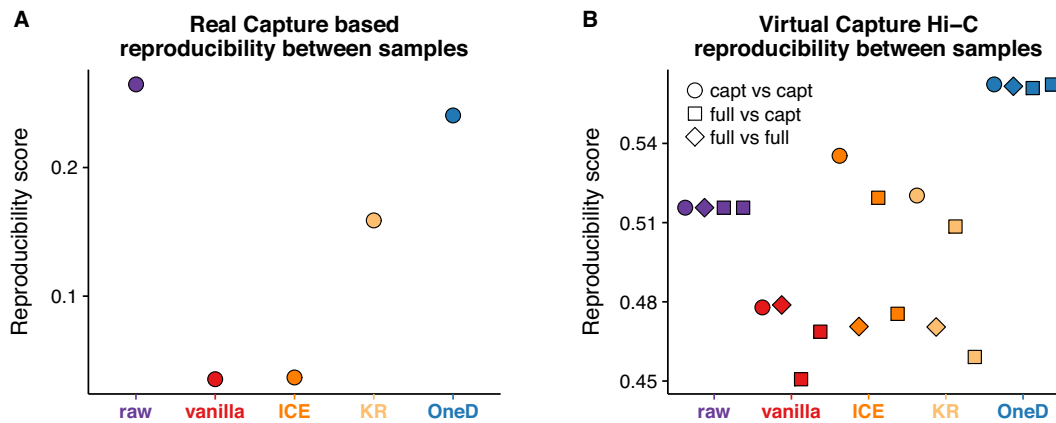 A
Real Capture based
reproducibility between samples
Reproducibility score
0.2
0.1
raw
vanilla
ICE
KR
OneD
B
Virtual Capture Hi−C
reproducibility between samples
Reproducibility score
capt vs capt
full vs capt
full vs full
0.54
0.51
0.48
0.45
raw
vanilla
ICE
KR
OneD